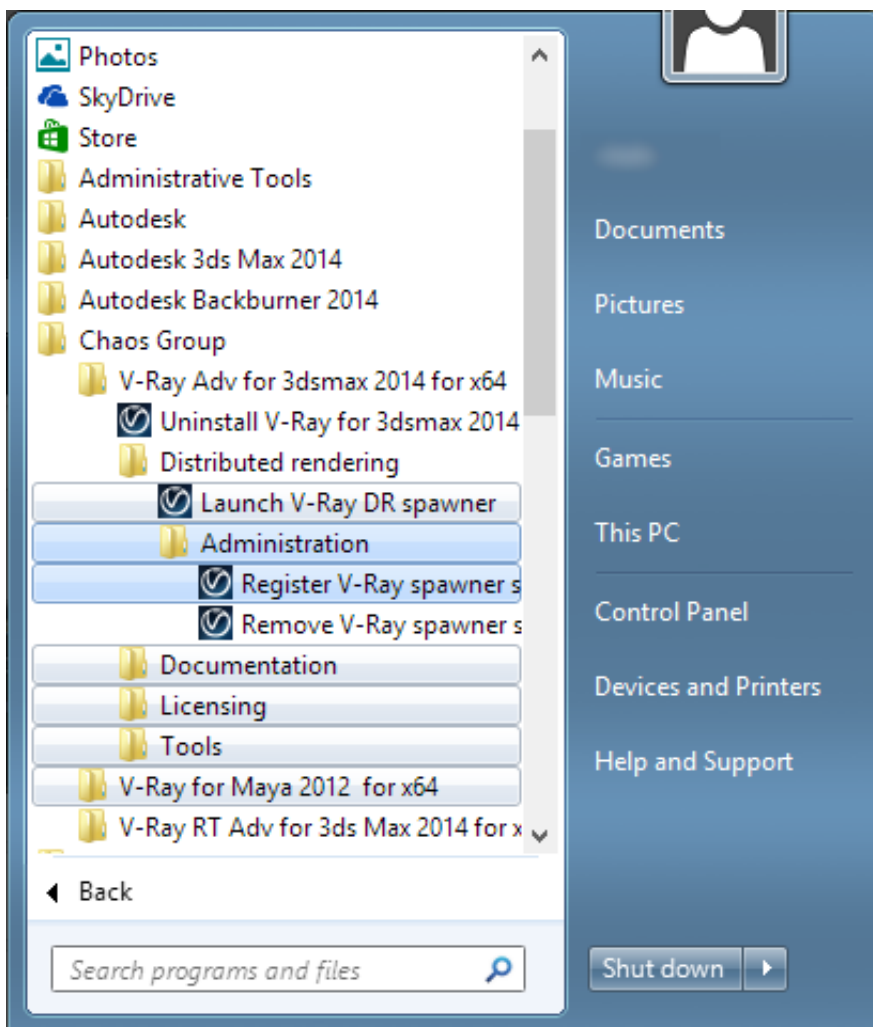 Photos
SkyDrive
Store
Administrative Tools
Autodesk
Autodesk 3ds Max 2014
Autodesk Backburner 2014
Chaos Group
V-Ray Adv for 3dsmax 2014 for x64
Uninstall V-Ray for 3dsmax 2014
Distributed rendering
Launch V-Ray DR spawner
Administration
Register V-Ray spawner s
Remove V-Ray spawner s
Documentation
Licensing
Tools
V-Ray for Maya 2012 for x64
V-Ray RT Adv for 3ds Max 2014 for x
Back
Search programs and files
Documents
Pictures
Music
Games
This PC
Control Panel
Devices and Printers
Help and Support
Shut down